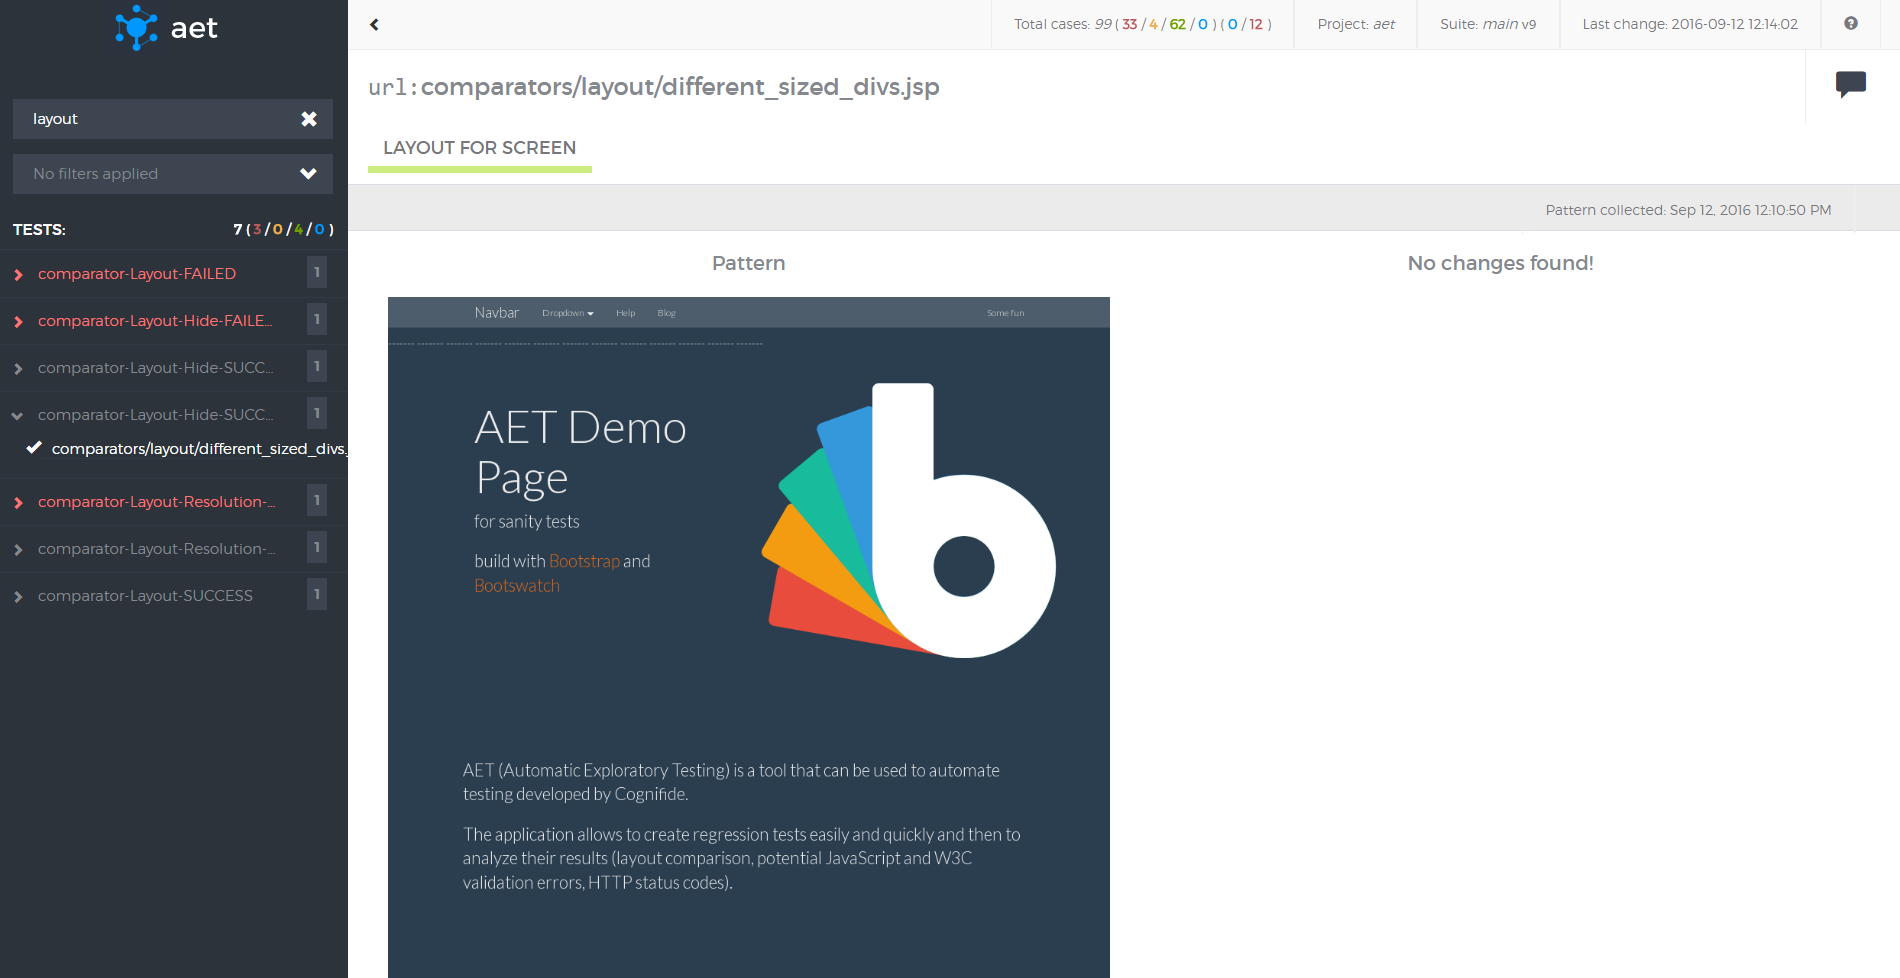 aet
Total cases: 99 ( 33 / 4 / 62 / 0 ) ( 0 / 12 )
Project: aet
Suite: main v9
Last change: 2016-09-12 12:14:02
layout
No filters applied
TESTS:
7 ( 3 / 0 / 4 / 0 )
comparator-Layout-FAILED
1
comparator-Layout-Hide-FAILE...
1
comparator-Layout-Hide-SUCC...
1
comparator-Layout-Hide-SUCC...
1
comparators/layout/different_sized_divs.
comparator-Layout-Resolution-...
1
comparator-Layout-Resolution-...
1
comparator-Layout-SUCCESS
1
url:comparators/layout/different_sized_divs.jsp
LAYOUT FOR SCREEN
Pattern collected: Sep 12, 2016 12:10:50 PM
Pattern
No changes found!
Navbar
Dropdown
Help
Blog
Some fun
AET Demo
Page
for sanity tests
build with Bootstrap and
Bootswatch
AET (Automatic Exploratory Testing) is a tool that can be used to automate
testing developed by Cognifide.
The application allows to create regression tests easily and quickly and then to
analyze their results (layout comparison, potential JavaScript and W3C
validation errors, HTTP status codes).